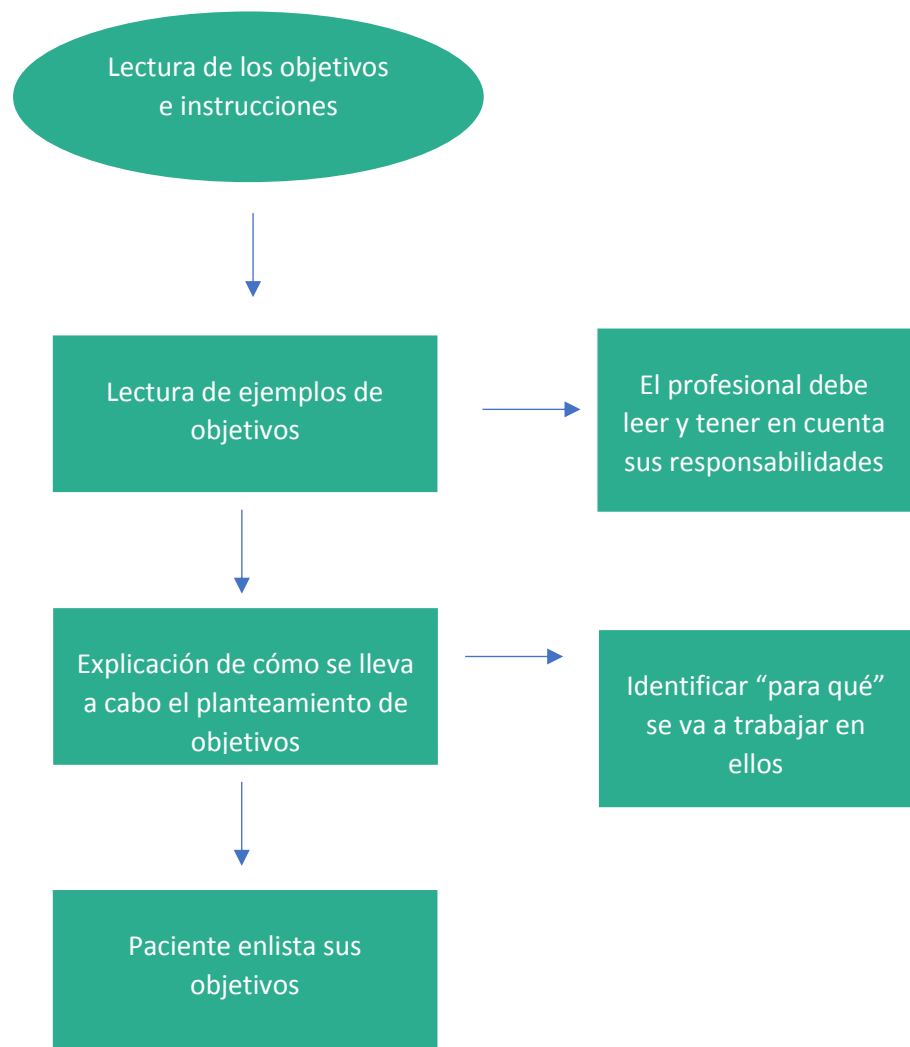 Lectura de los objetivos
e instrucciones
Lectura de ejemplos de
objetivos
El profesional debe
leer y tener en cuenta
sus responsabilidades
Explicación de cómo se lleva
a cabo el planteamiento de
objetivos
Identificar “para qué”
se va a trabajar en
ellos
Paciente enlista sus
objetivos